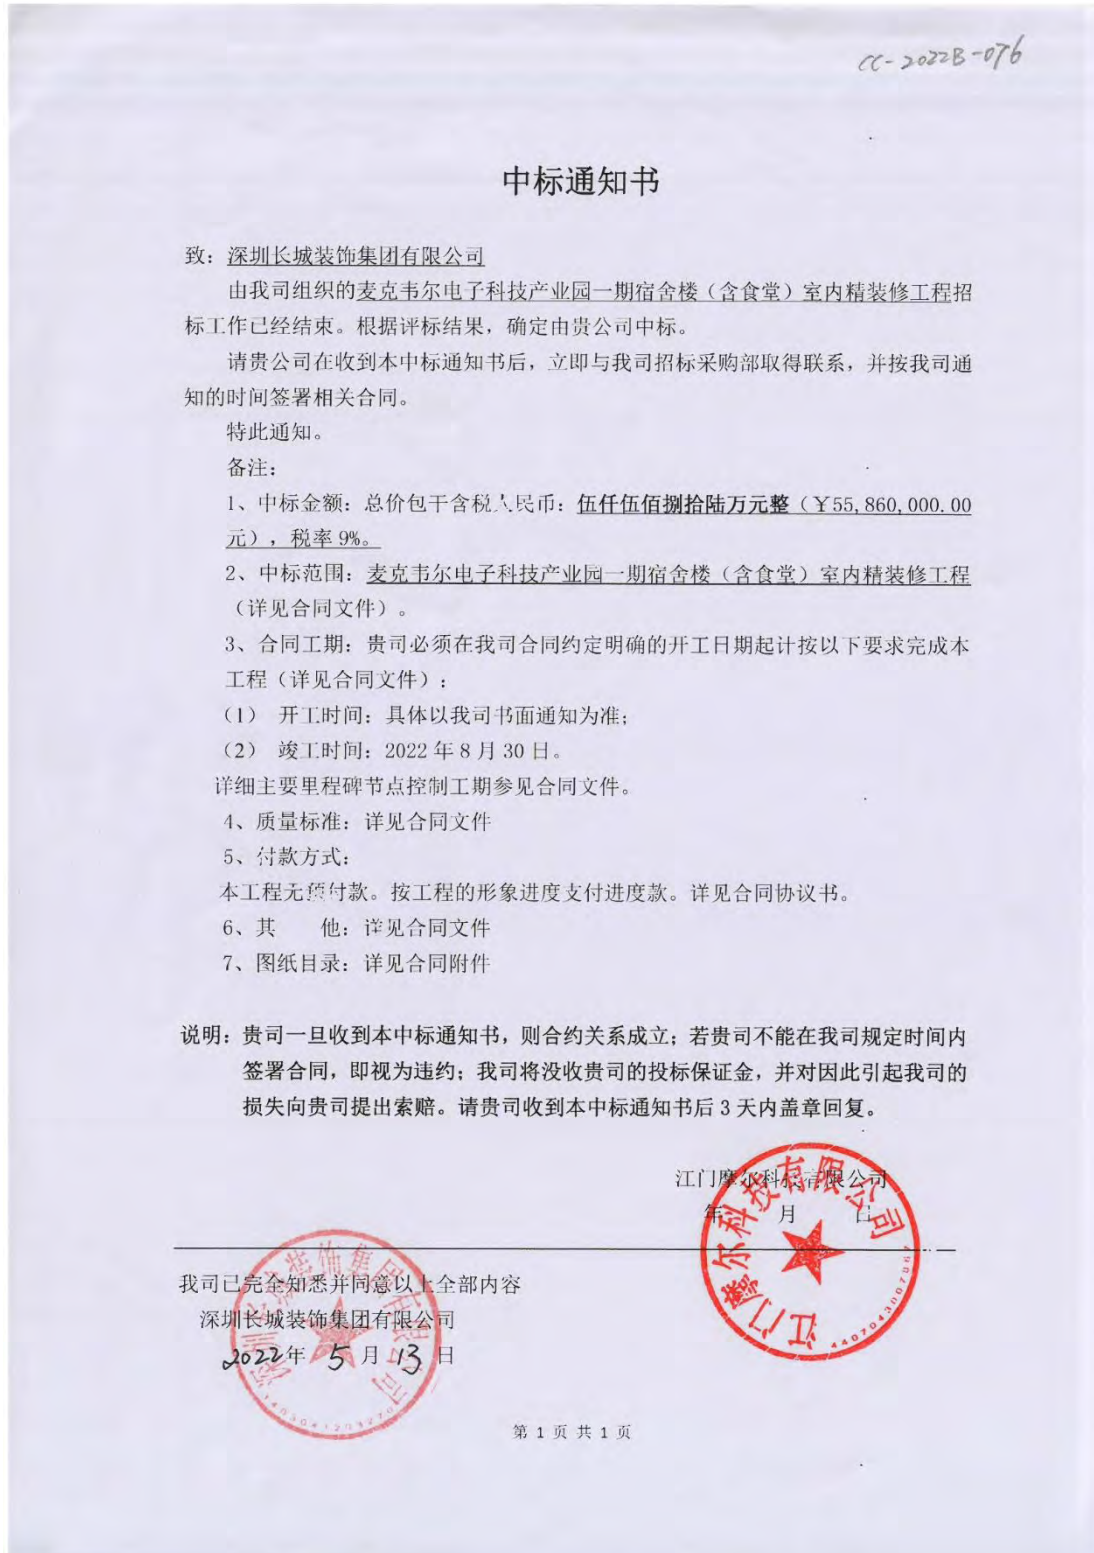 CC-2022B-076
中标通知书
致：深圳长城装饰集团有限公司
由我司组织的麦克韦尔电子科技产业园一期宿舍楼（含食堂）室内精装修工程招
标工作已经结束。根据评标结果，确定由贵公司中标。
请贵公司在收到本中标通知书后，立即与我司招标采购部取得联系，并按我司通
知的时间签署相关合同。
特此通知。
备注：
1、中标金额：总价包干含税人民币：伍仟伍佰捌拾陆万元整（￥55,860,000.00
元），税率 9%。
2、中标范围：麦克韦尔电子科技产业园一期宿舍楼（含食堂）室内精装修工程
（详见合同文件）。
3、合同工期：贵司必须在我司合同约定明确的开工日期起计按以下要求完成本
工程（详见合同文件）：
（1） 开工时间：具体以我司书面通知为准；
（2） 竣工时间：2022 年 8 月 30 日。
详细主要里程碑节点控制工期参见合同文件。
4、质量标准：详见合同文件
5、付款方式：
本工程无预付款。按工程的形象进度支付进度款。详见合同协议书。
6、其　　他：详见合同文件
7、图纸目录：详见合同附件
说明：贵司一旦收到本中标通知书，则合约关系成立；若贵司不能在我司规定时间内
签署合同，即视为违约；我司将没收贵司的投标保证金，并对因此引起我司的
损失向贵司提出索赔。请贵司收到本中标通知书后 3 天内盖章回复。
江门摩尔科技有限公司
年　　月　　日
江门摩尔科技有限公司
4407043007067
我司已完全知悉并同意以上全部内容
深圳长城装饰集团有限公司
2022年 5 月 13 日
深圳长城装饰集团有限公司
第 1 页 共 1 页